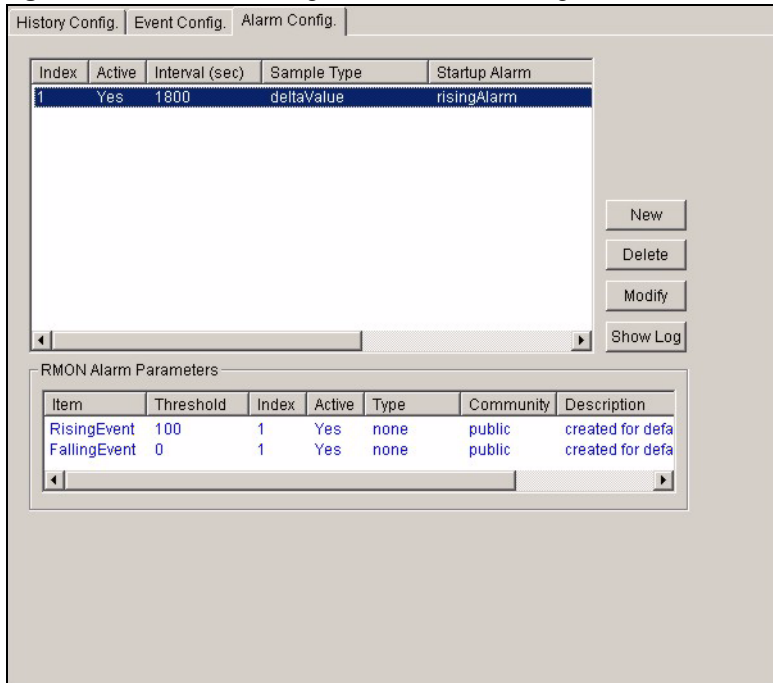 History Config. Event Config. Alarm Config.
Index Active Interval (sec) Sample Type Startup Alarm
1 Yes 1800 deltaValue risingAlarm
New
Delete
Modify
Show Log
RMON Alarm Parameters
Item Threshold Index Active Type Community Description
RisingEvent 100 1 Yes none public created for defa
FallingEvent 0 1 Yes none public created for defa